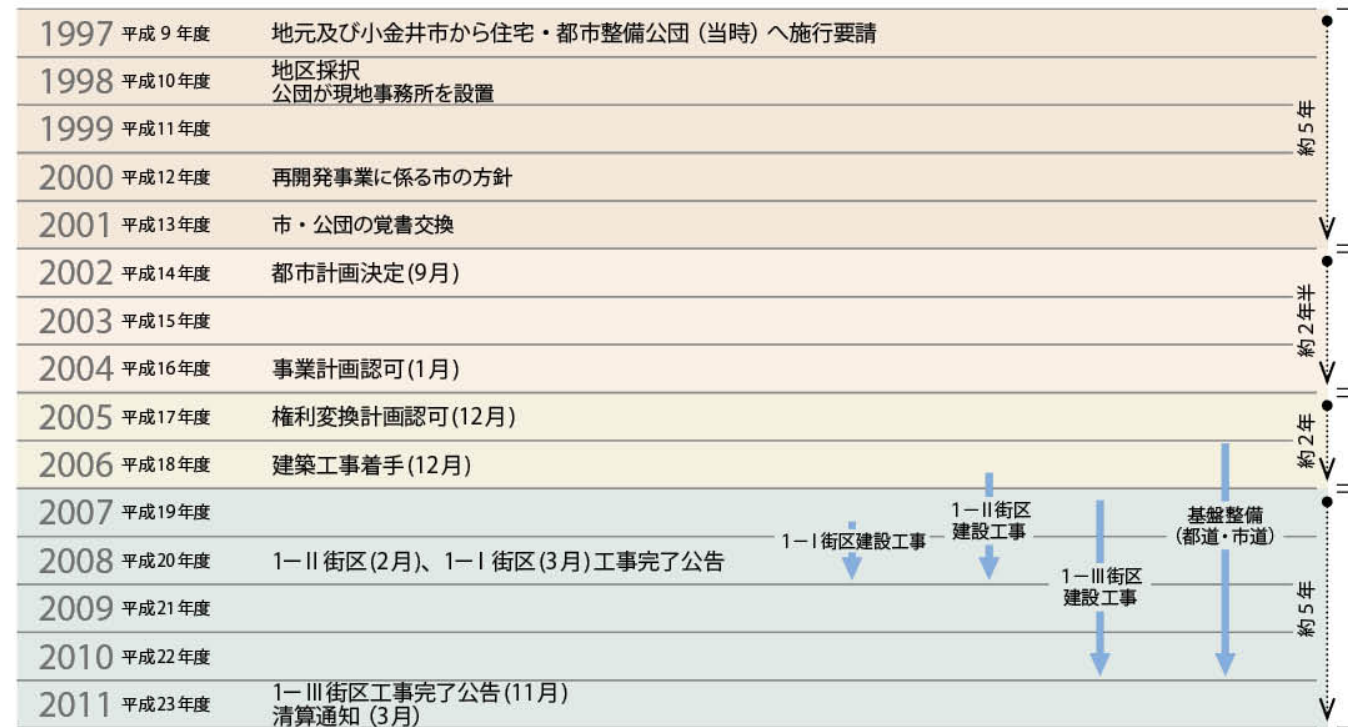 1997 平成 9 年度 地元及び小金井市から住宅・都市整備公団（当時）へ施行要請
1998 平成10年度 地区採択
公団が現地事務所を設置
1999 平成11年度
2000 平成12年度 再開発事業に係る市の方針
2001 平成13年度 市・公団の覚書交換
約5年
2002 平成14年度 都市計画決定(9月)
2003 平成15年度
2004 平成16年度 事業計画認可(1月)
約2年半
2005 平成17年度 権利変換計画認可(12月)
2006 平成18年度 建築工事着手(12月)
約2年
2007 平成19年度
2008 平成20年度 1－II街区(2月)、1－I 街区(3月)工事完了公告
2009 平成21年度
2010 平成22年度
2011 平成23年度 1－III街区工事完了公告(11月)
清算通知（3月）
1－I 街区建設工事
1－II街区
建設工事
1－III街区
建設工事
基盤整備
（都道・市道）
約5年